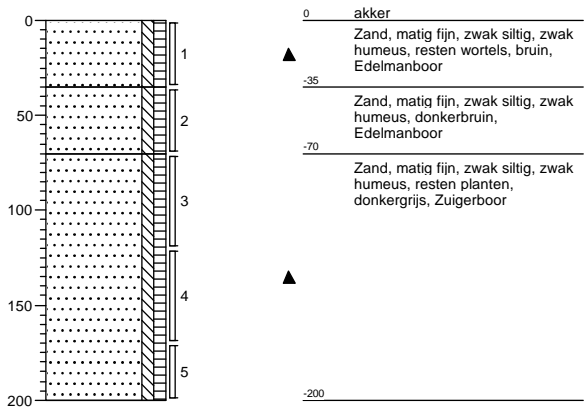 0
50
100
150
200
1
2
3
4
5
0 akker
Zand, matig fijn, zwak siltig, zwak
humeus, resten wortels, bruin,
Edelmanboor
-35
Zand, matig fijn, zwak siltig, zwak
humeus, donkerbruin,
Edelmanboor
-70
Zand, matig fijn, zwak siltig, zwak
humeus, resten planten,
donkergrijs, Zuigerboor
-200